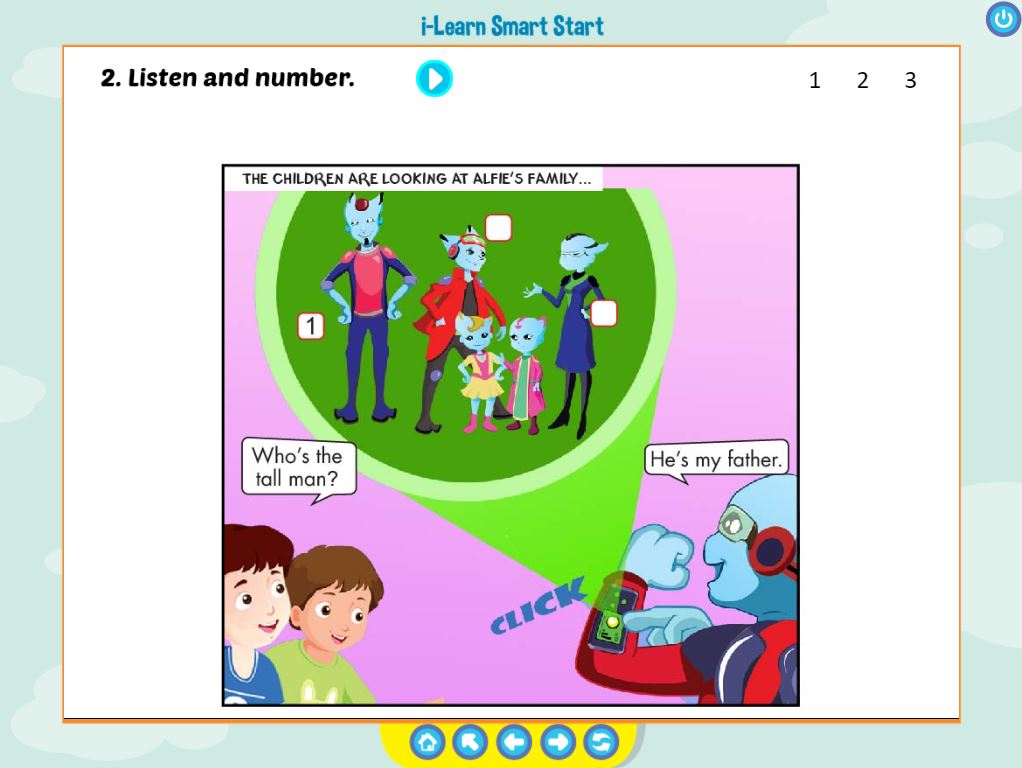 i-Learn Smart Start
2. Listen and number.
1 2 3
THE CHILDREN ARE LOOKING AT ALFIE'S FAMILY...
1
Who's the
tall man?
He's my father.
CLICK